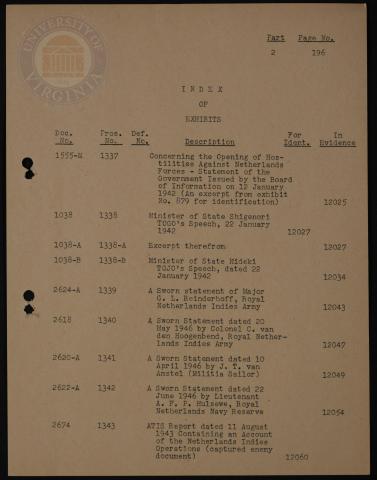 UNIVERSITY OF VIRGINIA
Part Page No.
2 196
INDEX
OF
EXHIBITS
Doc. Pros. Def. For In
No. No. No. Description Ident. Evidence
1555-M 1337 Concerning the Opening of Hos-
tilities Against Netherlands
Forces - Statement of the
Government Issued by the Board
of Information on 12 January
1942 (An excerpt from exhibit
No. 879 for identification) 12025
1038 1338 Minister of State Shigenori
TOGO's Speech, 22 January
1942 12027
1038-A 1338-A Excerpt therefrom 12027
1038-B 1338-B Minister of State Hideki
TOJO's Speech, dated 22
January 1942 12034
2624-A 1339 A Sworn statement of Major
G. L. Reinderhoff, Royal
Netherlands Indies Army 12043
2618 1340 A Sworn Statement dated 20
May 1946 by Colonel C. van
den Hoogenbend, Royal Nether-
lands Indies Army 12047
2620-A 1341 A Sworn Statement dated 10
April 1946 by J. T. van
Amstel (Militia Sailor) 12049
2622-A 1342 A Sworn Statement dated 22
June 1946 by Lieutenant
A. F. P. Hulsewe, Royal
Netherlands Navy Reserve 12054
2674 1343 ATIS Report dated 11 August
1943 Containing an Account
of the Netherlands Indies
Operations (captured enemy
document) 12060